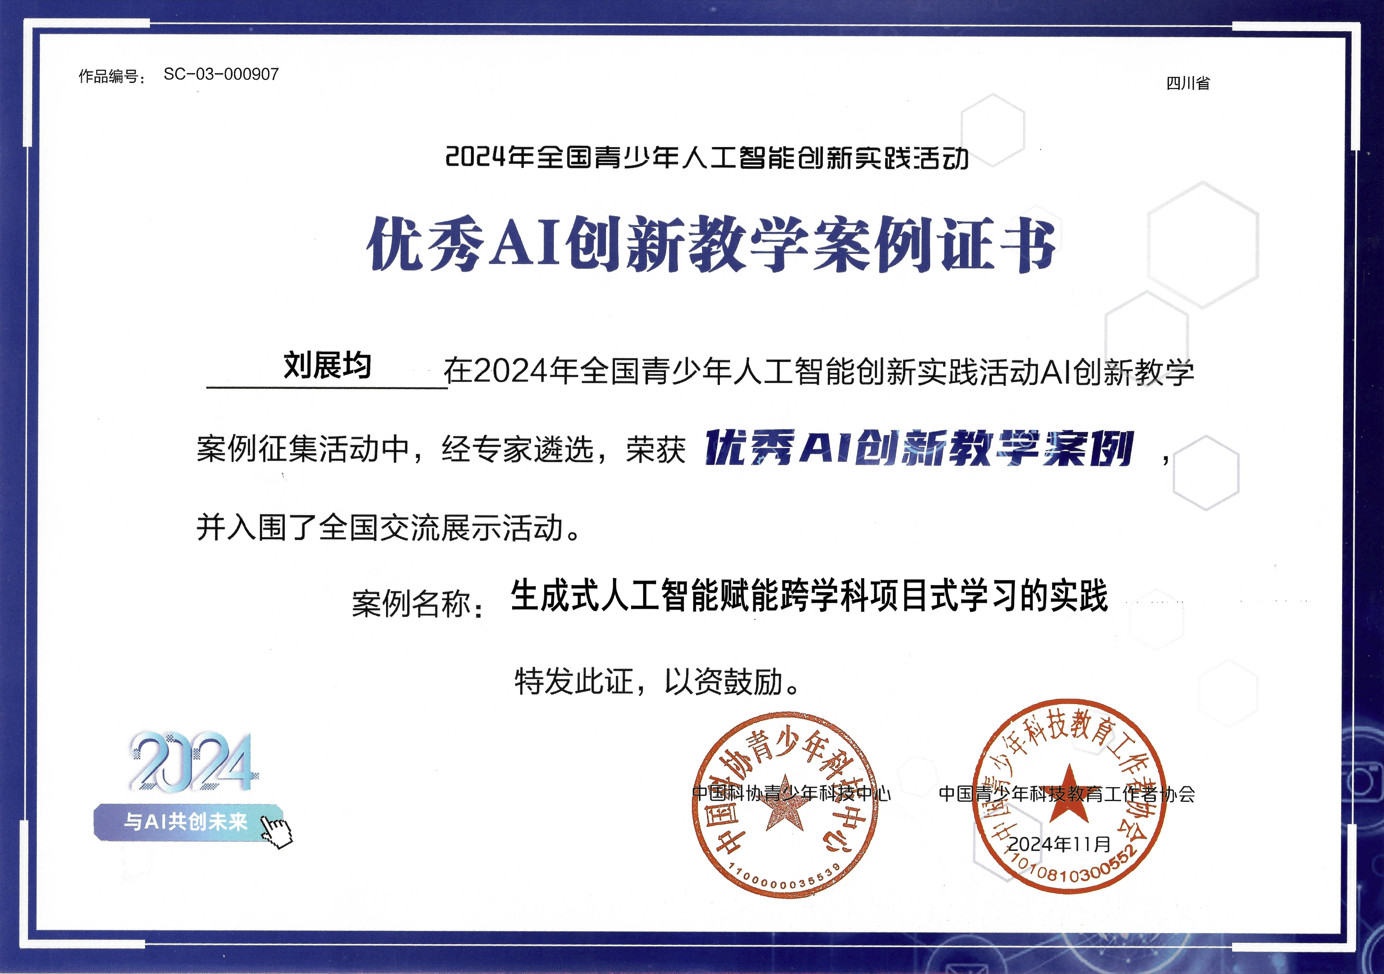 作品编号： SC-03-000907
四川省
2024年全国青少年人工智能创新实践活动
优秀AI创新教学案例证书
刘展均 在2024年全国青少年人工智能创新实践活动AI创新教学
案例征集活动中，经专家遴选，荣获 优秀AI创新教学案例 ，
并入围了全国交流展示活动。
案例名称： 生成式人工智能赋能跨学科项目式学习的实践
特发此证，以资鼓励。
2024
与AI共创未来
中国科协青少年科技中心
中国科协青少年科技中心
1100000035539
中国青少年科技教育工作者协会
中国青少年科技教育工作者协会
2024年11月
11010810300552